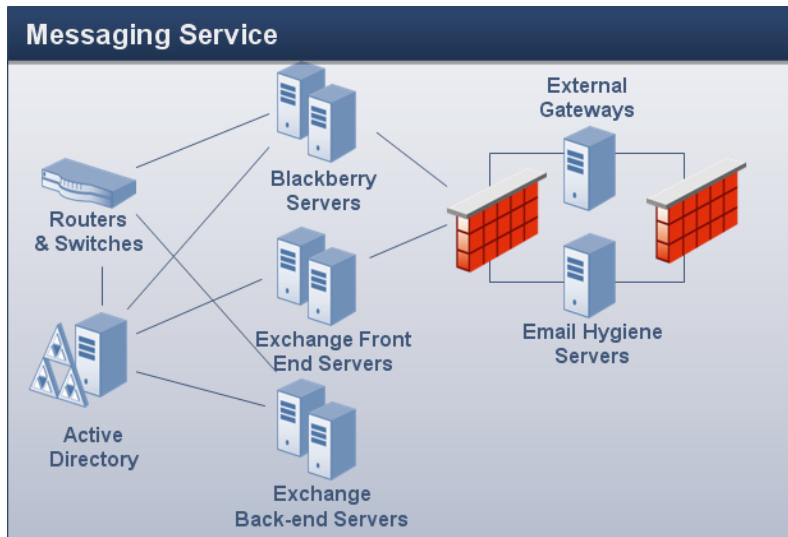 Messaging Service
External
Gateways
Blackberry
Servers
Routers
& Switches
Exchange Front
End Servers
Email Hygiene
Servers
Active
Directory
Exchange
Back-end Servers